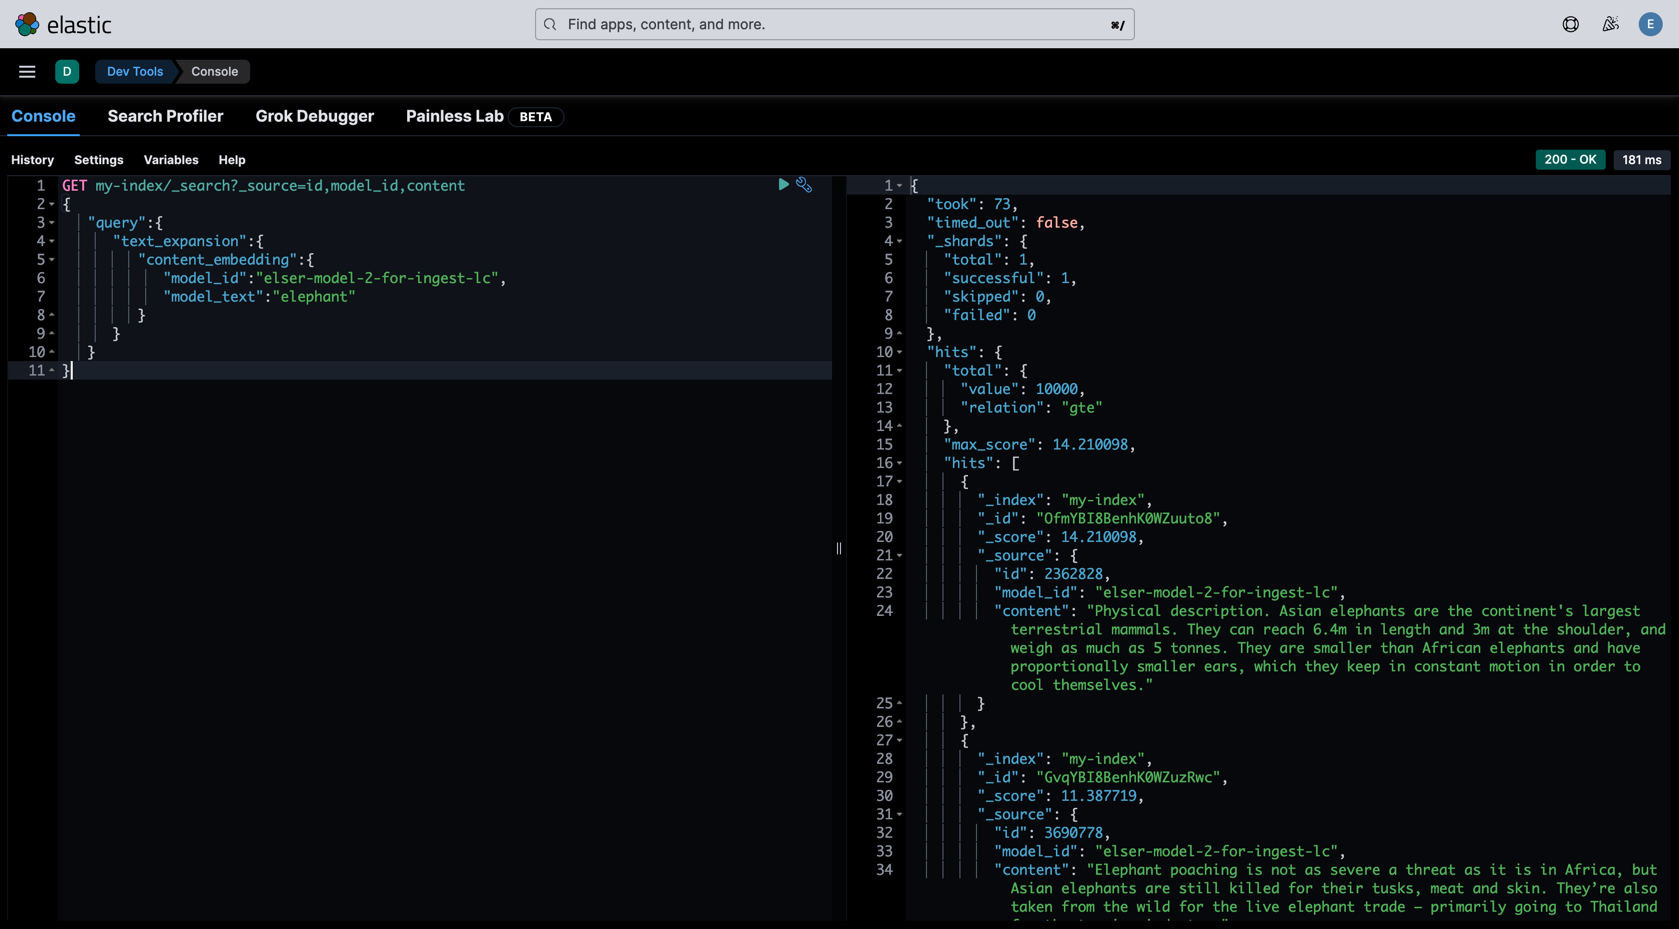 elastic
Find apps, content, and more.
⌘/
E
D
Dev Tools
Console
Console
Search Profiler
Grok Debugger
Painless Lab
BETA
History
Settings
Variables
Help
200 - OK
181 ms
1 GET my-index/_search?_source=id,model_id,content
2 {
3 "query":{
4 "text_expansion":{
5 "content_embedding":{
6 "model_id":"elser-model-2-for-ingest-lc",
7 "model_text":"elephant"
8 }
9 }
10 }
11 }
1 {
2 "took": 73,
3 "timed_out": false,
4 "_shards": {
5 "total": 1,
6 "successful": 1,
7 "skipped": 0,
8 "failed": 0
9 },
10 "hits": {
11 "total": {
12 "value": 10000,
13 "relation": "gte"
14 },
15 "max_score": 14.210098,
16 "hits": [
17 {
18 "_index": "my-index",
19 "_id": "OfmYBI8BenhK0WZuuto8",
20 "_score": 14.210098,
21 "_source": {
22 "id": 2362828,
23 "model_id": "elser-model-2-for-ingest-lc",
24 "content": "Physical description. Asian elephants are the continent's largest
terrestrial mammals. They can reach 6.4m in length and 3m at the shoulder, and
weigh as much as 5 tonnes. They are smaller than African elephants and have
proportionally smaller ears, which they keep in constant motion in order to
cool themselves."
25 }
26 },
27 {
28 "_index": "my-index",
29 "_id": "GvqYBI8BenhK0WZuzRwc",
30 "_score": 11.387719,
31 "_source": {
32 "id": 3690778,
33 "model_id": "elser-model-2-for-ingest-lc",
34 "content": "Elephant poaching is not as severe a threat as it is in Africa, but
Asian elephants are still killed for their tusks, meat and skin. They’re also
taken from the wild for the live elephant trade – primarily going to Thailand